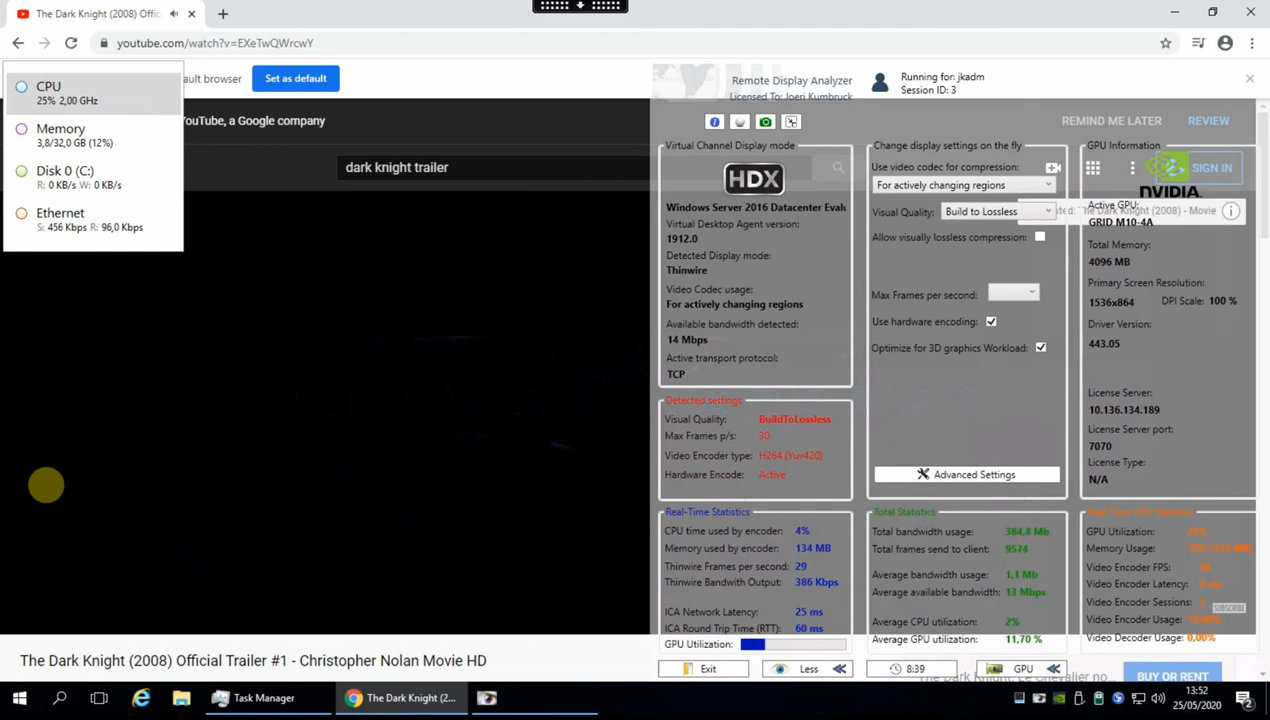 The Dark Knight (2008) Offic
youtube.com/watch?v=EXeTwQWrcwY
CPU
25% 2,00 GHz
Memory
3,8/32,0 GB (12%)
Disk 0 (C:)
R: 0 KB/s W: 0 KB/s
Ethernet
S: 456 Kbps R: 96,0 Kbps
ault browser
Set as default
YouTube, a Google company
REMIND ME LATER
REVIEW
dark knight trailer
SIGN IN
Remote Display Analyzer
Licensed To: Joeri Kumbruck
Running for: jkadm
Session ID: 3
Virtual Channel Display mode
HDX
Windows Server 2016 Datacenter Evalu
Virtual Desktop Agent version:
1912.0
Detected Display mode:
Thinwire
Video Codec usage:
For actively changing regions
Available bandwidth detected:
14 Mbps
Active transport protocol:
TCP
Detected settings
Visual Quality: BuildToLossless
Max Frames p/s: 30
Video Encoder type: H264 (Yuv420)
Hardware Encode: Active
Real-Time Statistics
CPU time used by encoder: 4%
Memory used by encoder: 134 MB
Thinwire Frames per second: 29
Thinwire Bandwith Output: 386 Kbps
ICA Network Latency: 25 ms
ICA Round Trip Time (RTT): 60 ms
GPU Utilization:
Change display settings on the fly
Use video codec for compression:
For actively changing regions
Visual Quality: Build to Lossless
Allow visually lossless compression:
Max Frames per second:
Use hardware encoding:
Optimize for 3D graphics Workload:
Advanced Settings
Total Statistics
Total bandwidth usage: 384,4 Mb
Total frames send to client: 9574
Average bandwidth usage: 1,1 Mb
Average available bandwidth: 13 Mbps
Average CPU utilization: 2%
Average GPU utilization: 11,70 %
GPU Information
NVIDIA
ted: The Dark Knight (2008) - Movie
Active GPU:
GRID M10-4A
Total Memory:
4096 MB
Primary Screen Resolution:
1536x864 DPI Scale: 100 %
Driver Version:
443.05
License Server:
10.136.134.189
License Server port:
7070
License Type:
N/A
GPU Utilization:
Memory Usage:
Video Encoder FPS:
Video Encoder Latency:
Video Encoder Sessions:
SUBSCRIBE
Video Encoder Usage:
Video Decoder Usage: 0,00%
Exit
Less
8:39
GPU
The Dark Knight (2008) Official Trailer #1 - Christopher Nolan Movie HD
The Dark Knight: Le Chevalier no...
BUY OR RENT
Task Manager
The Dark Knight (2...
13:52
25/05/2020
2